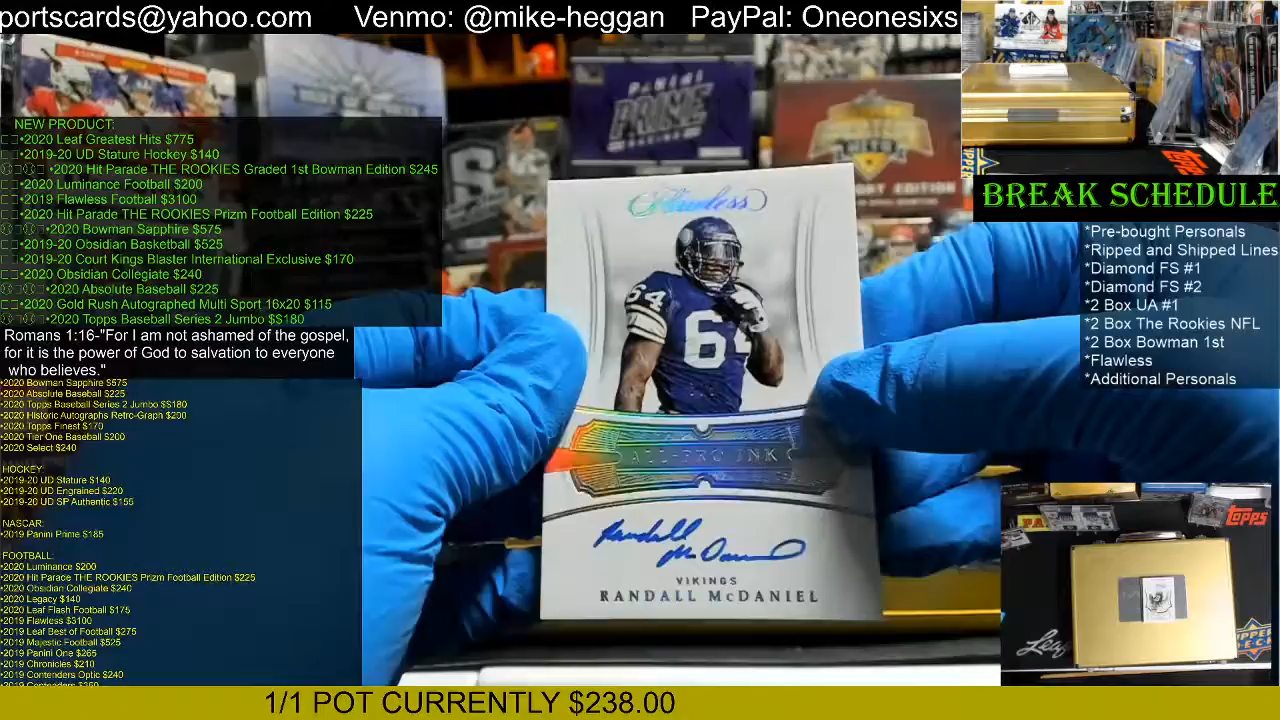 portscards@yahoo.com Venmo: @mike-heggan PayPal: Oneonesixs
NEW PRODUCT:
•2020 Leaf Greatest Hits $775
•2019-20 UD Stature Hockey $140
•2020 Hit Parade THE ROOKIES Graded 1st Bowman Edition $245
•2020 Luminance Football $200
•2019 Flawless Football $3100
•2020 Hit Parade THE ROOKIES Prizm Football Edition $225
•2020 Bowman Sapphire $575
•2019-20 Obsidian Basketball $525
•2019-20 Court Kings Blaster International Exclusive $170
•2020 Obsidian Collegiate $240
•2020 Absolute Baseball $225
•2020 Gold Rush Autographed Multi Sport 16x20 $115
•2020 Topps Baseball Series 2 Jumbo $S180
Romans 1:16-"For I am not ashamed of the gospel,
for it is the power of God to salvation to everyone
who believes."
•2020 Bowman Sapphire $575
•2020 Absolute Baseball $225
•2020 Topps Baseball Series 2 Jumbo $S180
•2020 Historic Autographs Retro-Graph $200
•2020 Topps Finest $170
•2020 Tier One Baseball $200
•2020 Select $240
HOCKEY:
•2019-20 UD Stature $140
•2019-20 UD Engrained $220
•2019-20 UD SP Authentic $155
NASCAR:
•2019 Panini Prime $185
FOOTBALL:
•2020 Luminance $200
•2020 Hit Parade THE ROOKIES Prizm Football Edition $225
•2020 Obsidian Collegiate $240
•2020 Legacy $140
•2020 Leaf Flash Football $175
•2019 Flawless $3100
•2019 Leaf Best of Football $275
•2019 Majestic Football $525
•2019 Panini One $265
•2019 Chronicles $210
•2019 Contenders Optic $240
PANINI
PRIME
Flawless
64
64
ALL-PRO INK
Randall McDaniel
VIKINGS
RANDALL McDANIEL
BREAK SCHEDULE
*Pre-bought Personals
*Ripped and Shipped Lines
*Diamond FS #1
*Diamond FS #2
*2 Box UA #1
*2 Box The Rookies NFL
*2 Box Bowman 1st
*Flawless
*Additional Personals
topps
Leaf
1/1 POT CURRENTLY $238.00